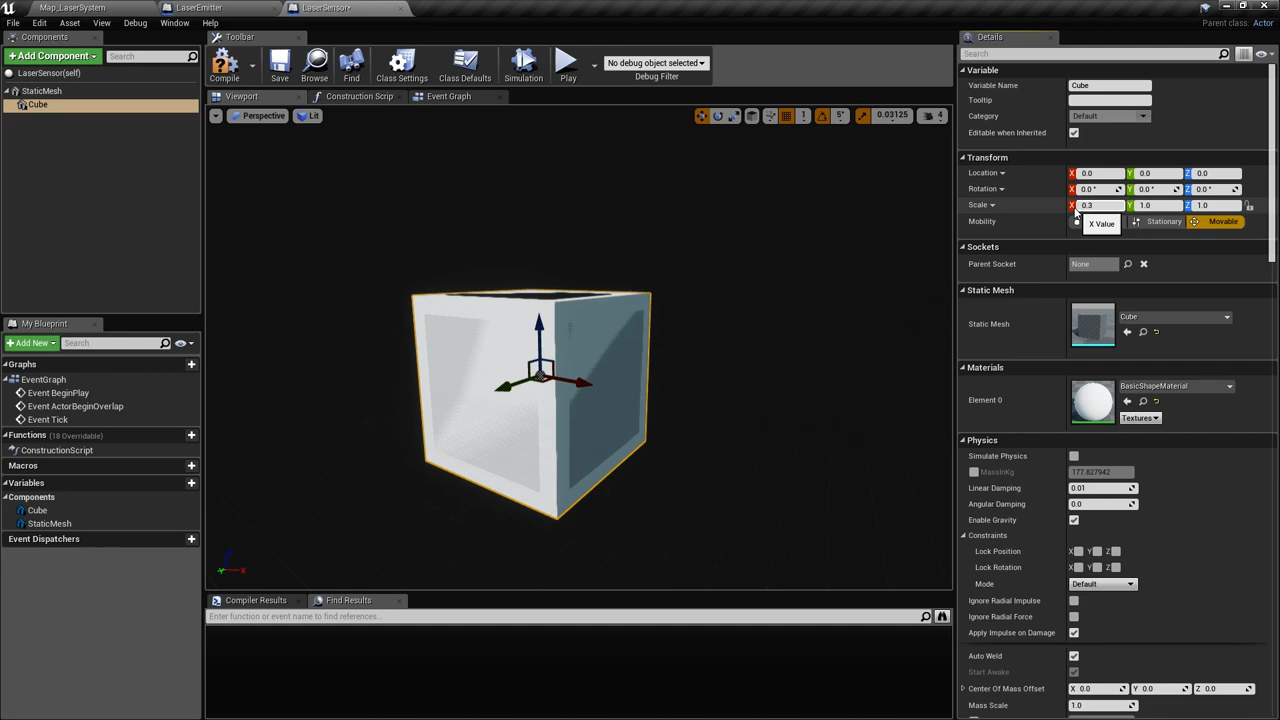 Map_LaserSystem
LaserEmitter
LaserSensor*
File Edit Asset View Debug Window Help
Parent class: Actor
Components
Add Component
Search
LaserSensor(self)
StaticMesh
Cube
Toolbar
Compile
Save
Browse
Find
Class Settings
Class Defaults
Simulation
Play
No debug object selected
Debug Filter
Viewport
Construction Scrip
Event Graph
Perspective
Lit
1
5°
0.03125
4
X
My Blueprint
Add New
Search
Graphs
EventGraph
Event BeginPlay
Event ActorBeginOverlap
Event Tick
Functions (18 Overridable)
ConstructionScript
Macros
Variables
Components
Cube
StaticMesh
Event Dispatchers
Compiler Results
Find Results
Enter function or event name to find references...
Details
Search
Variable
Variable Name Cube
Tooltip
Category Default
Editable when Inherited
Transform
Location X 0.0 Y 0.0 Z 0.0
Rotation X 0.0 ° Y 0.0 ° Z 0.0 °
Scale X 0.3 Y 1.0 Z 1.0
Mobility Stationary Movable
X Value
Sockets
Parent Socket None
Static Mesh
Static Mesh Cube
Materials
Element 0 BasicShapeMaterial
Textures
Physics
Simulate Physics
MassInKg 177.827942
Linear Damping 0.01
Angular Damping 0.0
Enable Gravity
Constraints
Lock Position X Y Z
Lock Rotation X Y Z
Mode Default
Ignore Radial Impulse
Ignore Radial Force
Apply Impulse on Damage
Auto Weld
Start Awake
Center Of Mass Offset X 0.0 Y 0.0 Z 0.0
Mass Scale 1.0